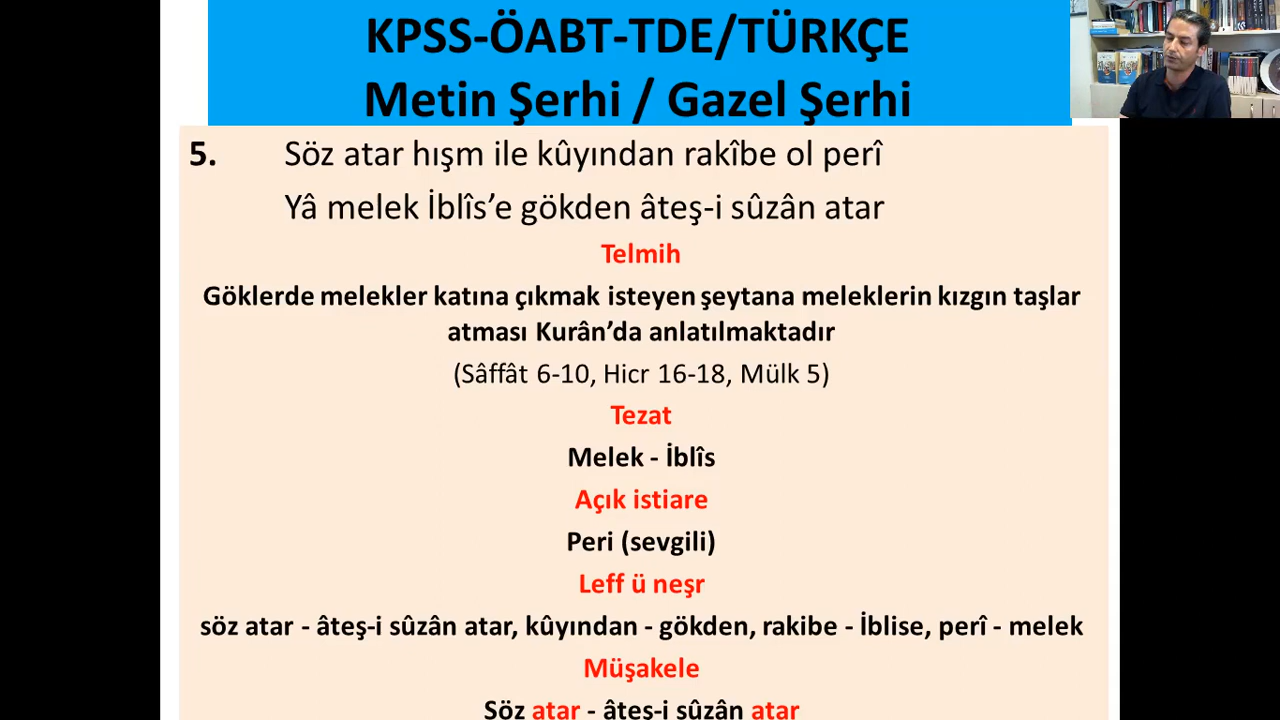 KPSS-ÖABT-TDE/TÜRKÇE
Metin Şerhi / Gazel Şerhi
5. Söz atar hışm ile kûyından rakîbe ol perî
Yâ melek İblîs’e gökden âteş-i sûzân atar
Telmih
Göklerde melekler katına çıkmak isteyen şeytana meleklerin kızgın taşlar
atması Kurân’da anlatılmaktadır
(Sâffât 6-10, Hicr 16-18, Mülk 5)
Tezat
Melek - İblîs
Açık istiare
Peri (sevgili)
Leff ü neşr
söz atar - âteş-i sûzân atar, kûyından - gökden, rakibe - İblise, perî - melek
Müşakele
Söz atar - âteş-i sûzân atar